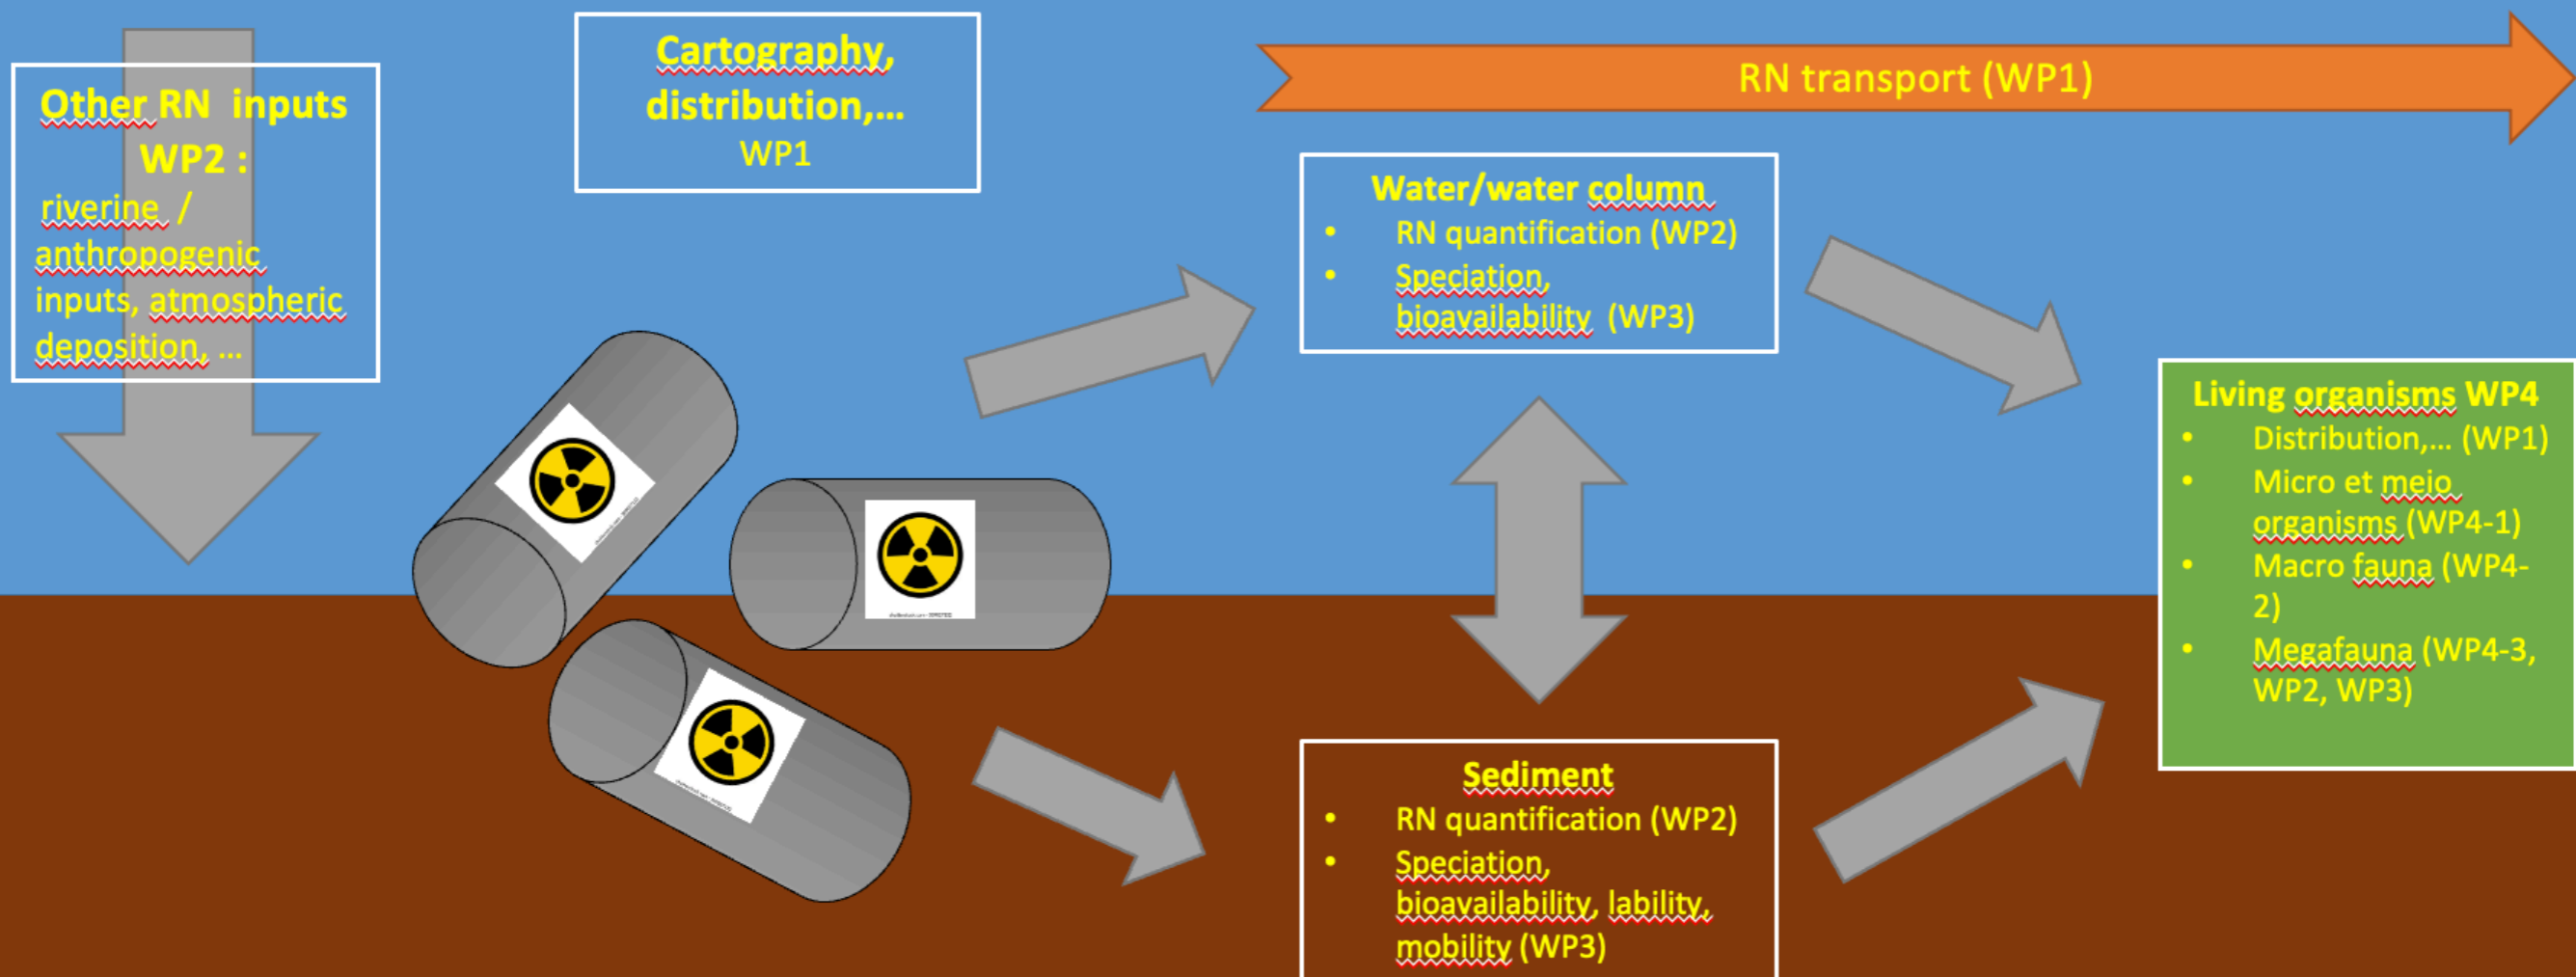 Other RN inputs
WP2 :
riverine /
anthropogenic
inputs, atmospheric
deposition, ...
Cartography,
distribution,...
WP1
RN transport (WP1)
Water/water column
• RN quantification (WP2)
• Speciation,
bioavailability (WP3)
Living organisms WP4
• Distribution,... (WP1)
• Micro et meio
organisms (WP4-1)
• Macro fauna (WP4-
2)
• Megafauna (WP4-3,
WP2, WP3)
Sediment
• RN quantification (WP2)
• Speciation,
bioavailability, lability,
mobility (WP3)